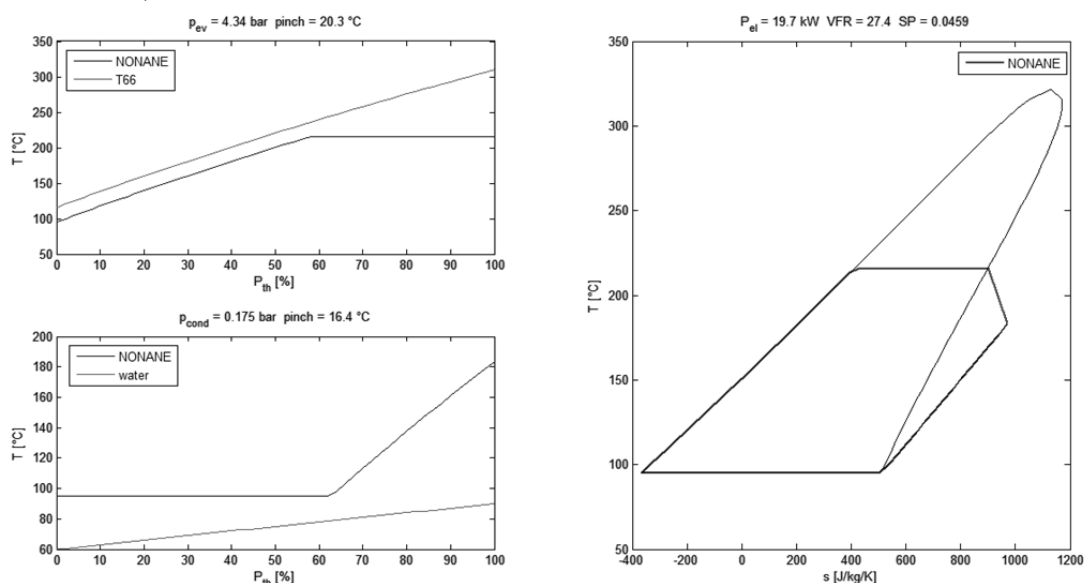 p_ev = 4.34 bar pinch = 20.3 °C
350
300
250
200
150
100
50
T [°C]
NONANE
T66
0 10 20 30 40 50 60 70 80 90 100
P_th [%]
p_cond = 0.175 bar pinch = 16.4 °C
200
180
160
140
120
100
80
60
T [°C]
NONANE
water
0 10 20 30 40 50 60 70 80 90 100
P_th [%]
P_el = 19.7 kW VFR = 27.4 SP = 0.0459
350
300
250
200
150
100
50
T [°C]
NONANE
-400 -200 0 200 400 600 800 1000 1200
s [J/kg/K]